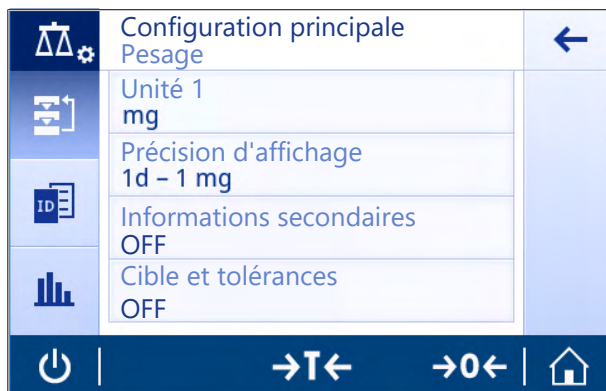 Configuration principale
Pesage
Unité 1
mg
Précision d'affichage
1d – 1 mg
ID
Informations secondaires
OFF
Cible et tolérances
OFF
→T←
→0←